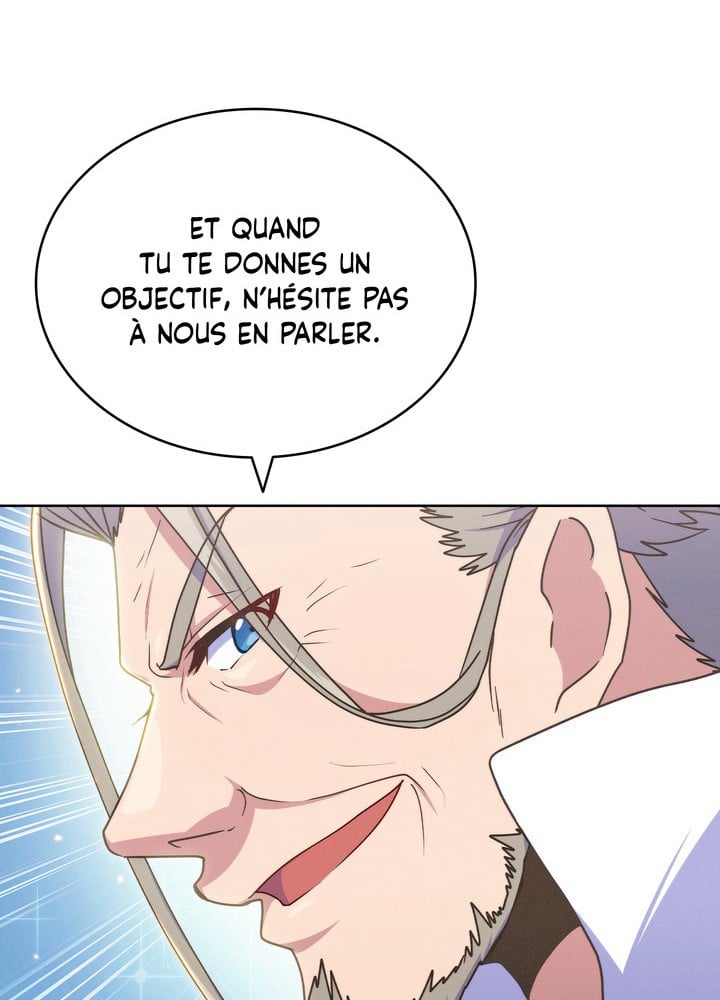 ET QUAND
TU TE DONNES UN
OBJECTIF, N'HÉSITE PAS
À NOUS EN PARLER.